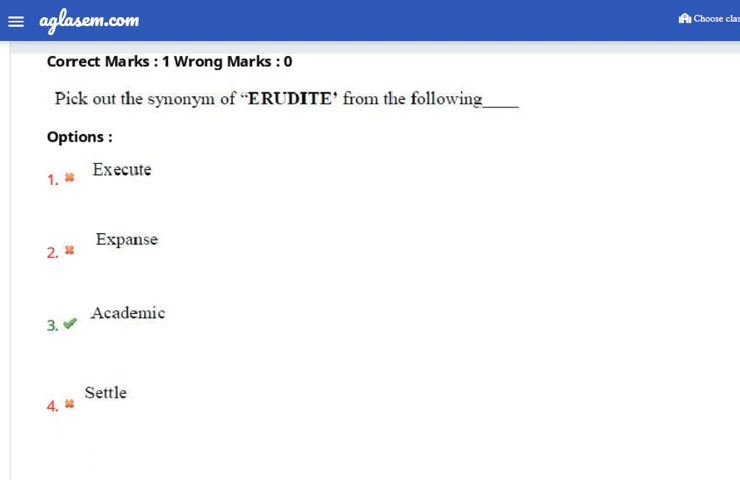 aglasem.com
Choose clas
Correct Marks : 1 Wrong Marks : 0
Pick out the synonym of “ERUDITE’ from the following____
Options :
1. Execute
2. Expanse
3. Academic
4. Settle